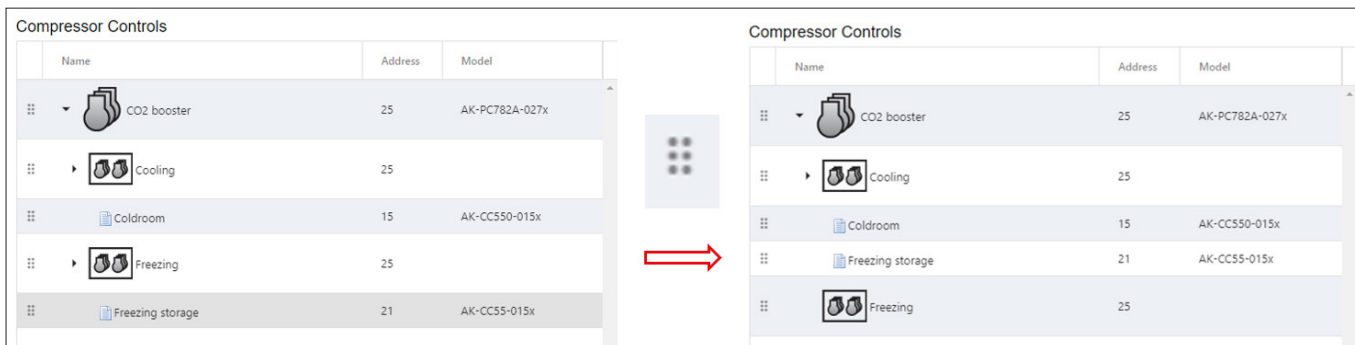 Compressor Controls
Name Address Model
CO2 booster 25 AK-PC782A-027x
Cooling 25
Coldroom 15 AK-CC550-015x
Freezing 25
Freezing storage 21 AK-CC55-015x
Compressor Controls
Name Address Model
CO2 booster 25 AK-PC782A-027x
Cooling 25
Coldroom 15 AK-CC550-015x
Freezing storage 21 AK-CC55-015x
Freezing 25